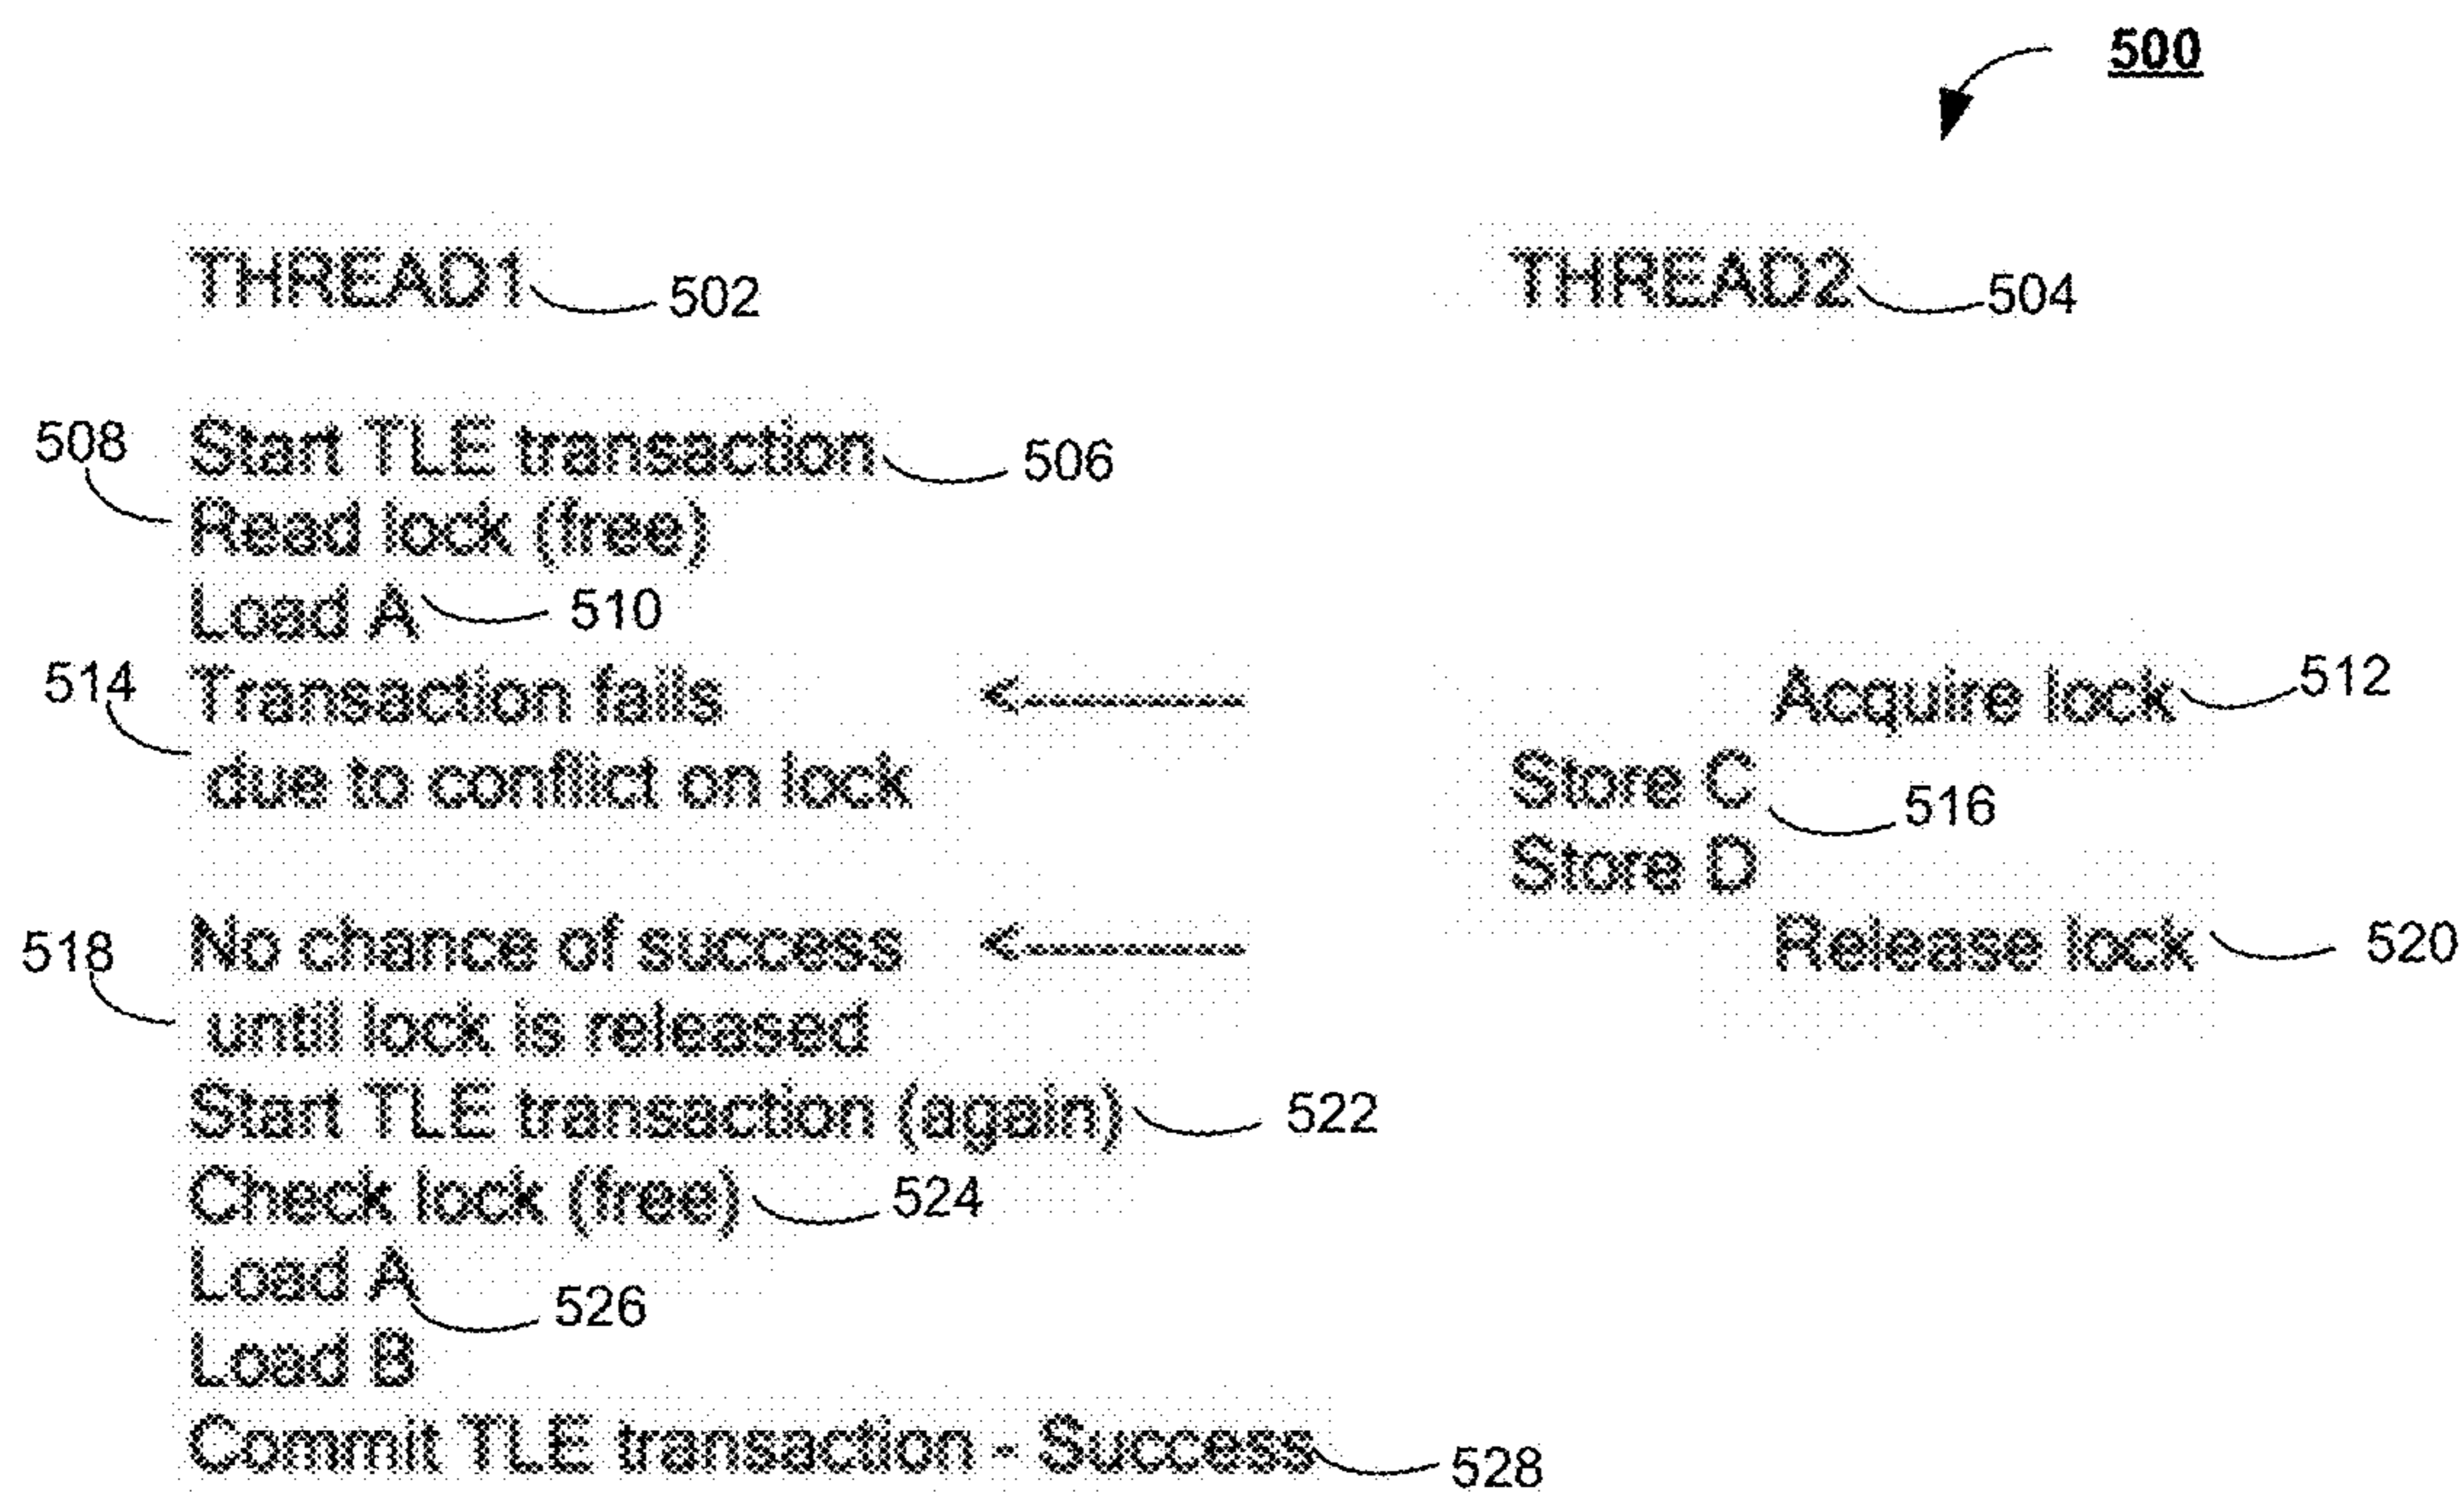 500
THREAD1 502
THREAD2 504
508
Start TLE transaction 506
Read lock (free)
Load A 510
514
Transaction fails
due to conflict on lock
Acquire lock 512
Store C
516
Store D
518
No chance of success
until lock is released
Release lock 520
Start TLE transaction (again) 522
Check lock (free) 524
Load A
526
Load B
Commit TLE transaction - Success 528